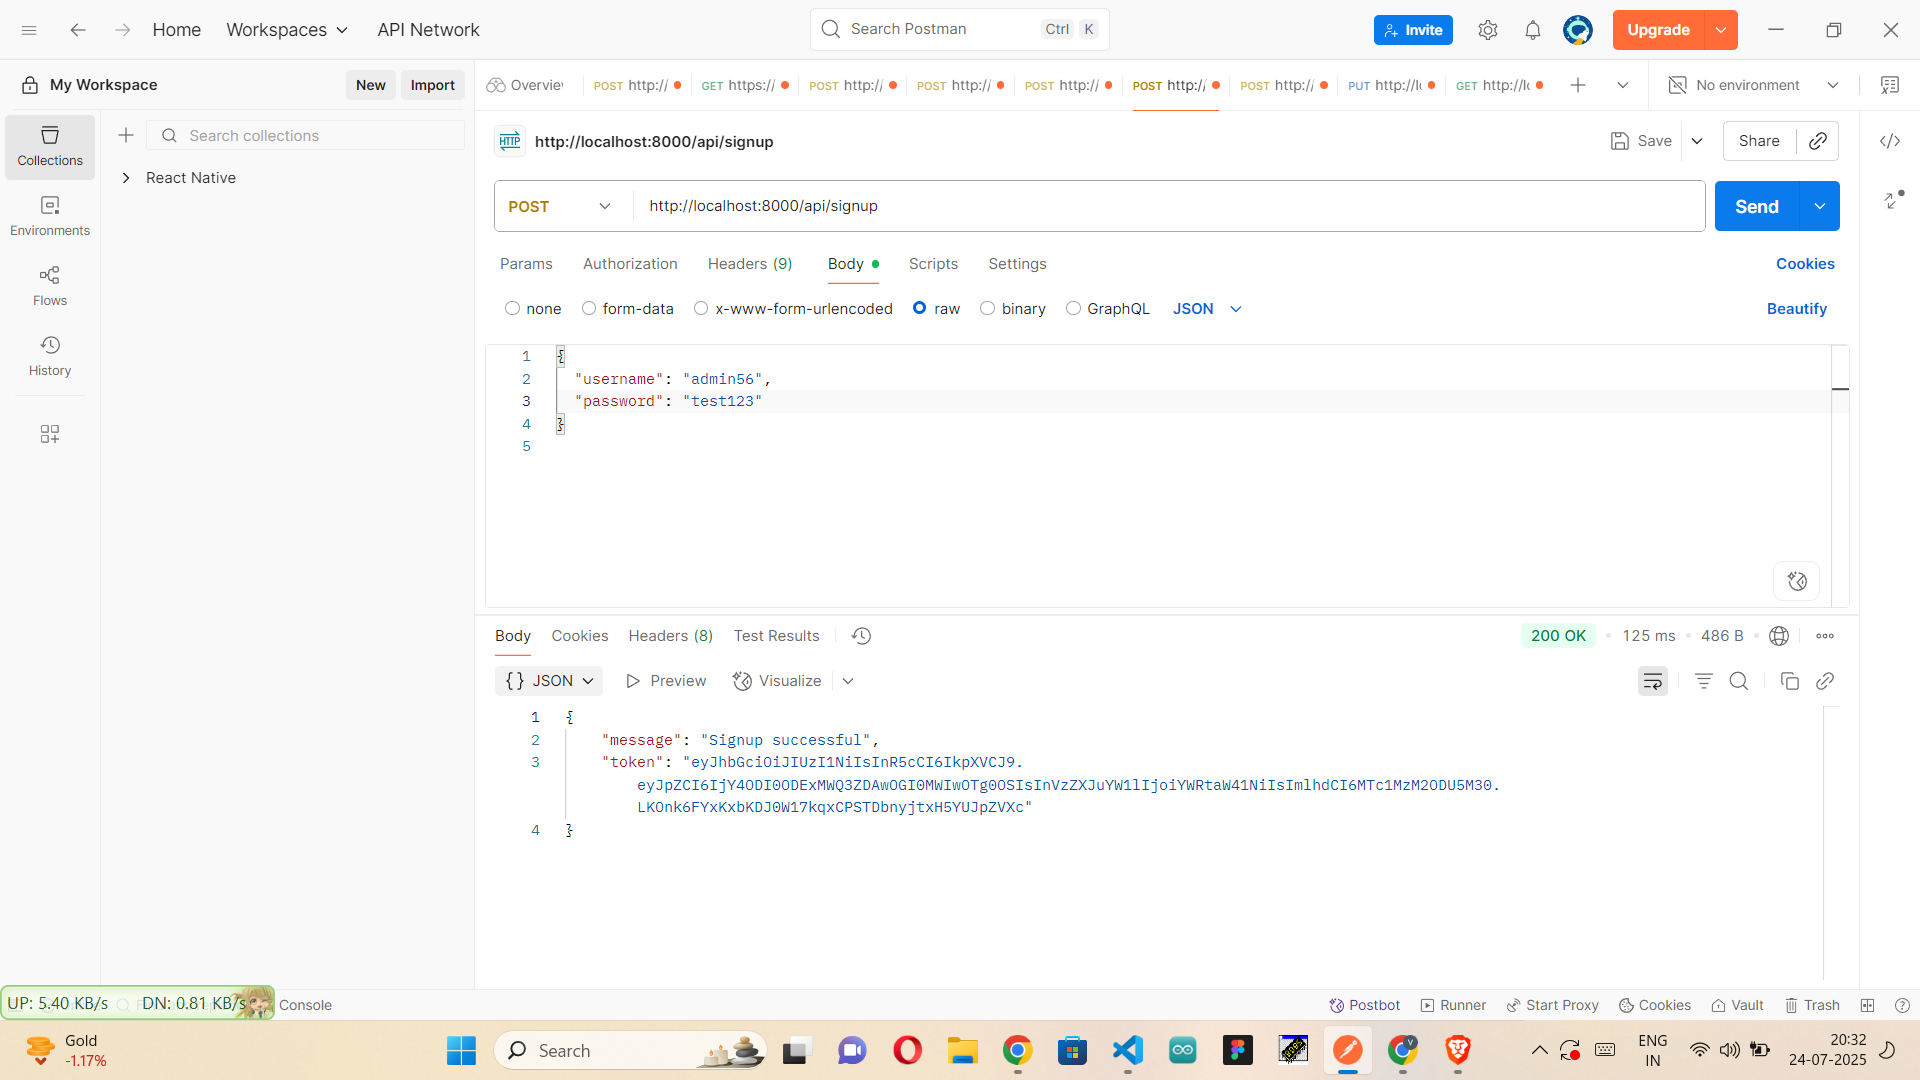 Home
Workspaces
API Network
Search Postman
Ctrl K
Invite
Upgrade
My Workspace
New
Import
Overvie
POST http:/
GET https:/
POST http:/
POST http:/
POST http:/
POST http:/
POST http:/
PUT http://l
GET http://l
No environment
Collections
Environments
Flows
History
Search collections
React Native
HTTP
http://localhost:8000/api/signup
Save
Share
POST
http://localhost:8000/api/signup
Send
Params
Authorization
Headers (9)
Body
Scripts
Settings
Cookies
none
form-data
x-www-form-urlencoded
raw
binary
GraphQL
JSON
Beautify
1 {
2 "username": "admin56",
3 "password": "test123"
4 }
5
Body
Cookies
Headers (8)
Test Results
200 OK
125 ms
486 B
{} JSON
Preview
Visualize
1 {
2 "message": "Signup successful",
3 "token": "eyJhbGciOiJIUzI1NiIsInR5cCI6IkpXVCJ9.
eyJpZCI6IjY4ODI0ODExMWQ3ZDAwOGI0MWIwOTg0OSIsInVzZXJuYW1lIjoiYWRtaW41NiIsImlhdCI6MTc1MzM2ODU5M30.
LKOnk6FYxKxbKDJ0W17kqxCPSTDbnyjtxH5YUJpZVXc"
4 }
UP: 5.40 KB/s
DN: 0.81 KB/s
Console
Postbot
Runner
Start Proxy
Cookies
Vault
Trash
Gold
-1.17%
Search
ENG
IN
20:32
24-07-2025